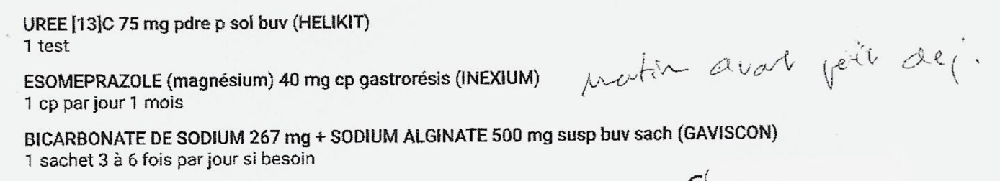 UREE [13]C 75 mg pdre p sol buv (HELIKIT)
1 test
ESOMEPRAZOLE (magnésium) 40 mg cp gastrorésis (INEXIUM)
matin avant petit dej.
1 cp par jour 1 mois
BICARBONATE DE SODIUM 267 mg + SODIUM ALGINATE 500 mg susp buv sach (GAVISCON)
1 sachet 3 à 6 fois par jour si besoin